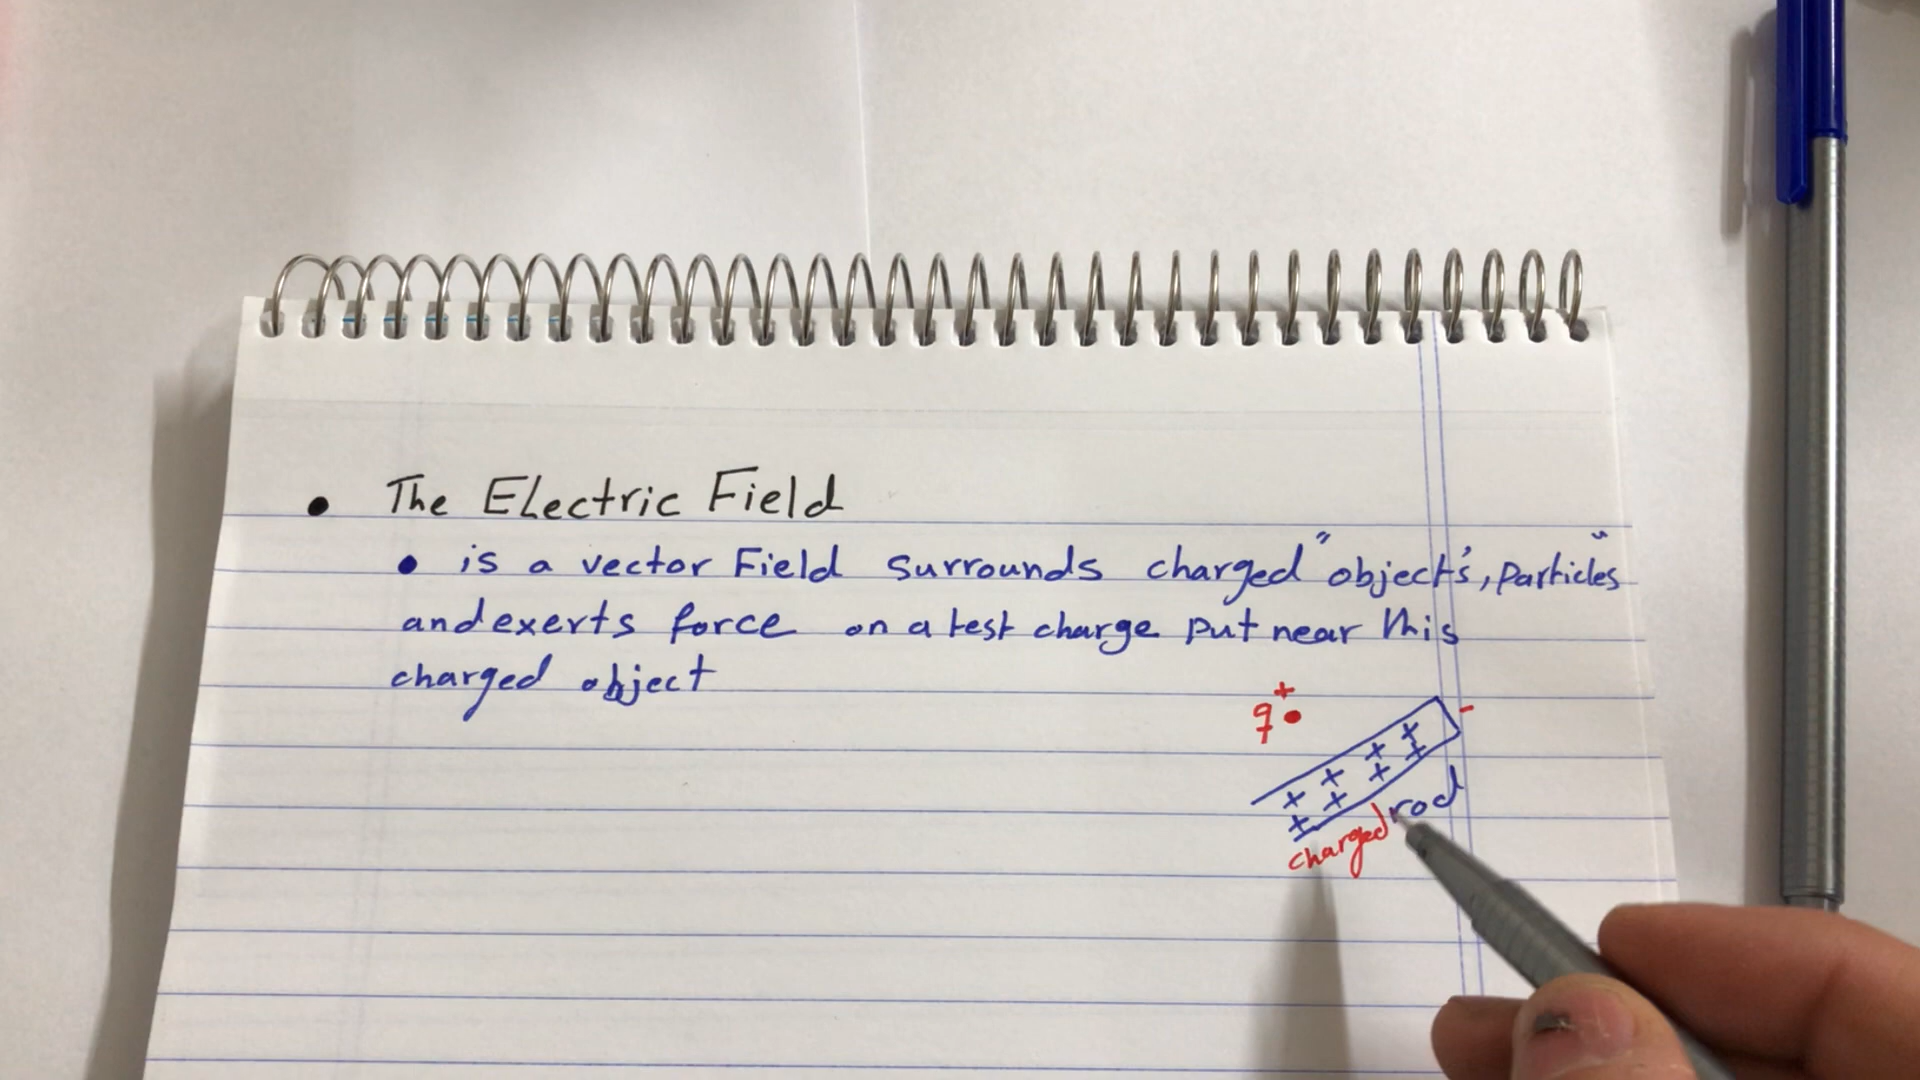 • The Electric Field
• is a vector Field surrounds charged "object's, Particles"
and exerts force on a test charge put near this
charged object
+
q •
-
+ + + +
+ + + +
charged rod